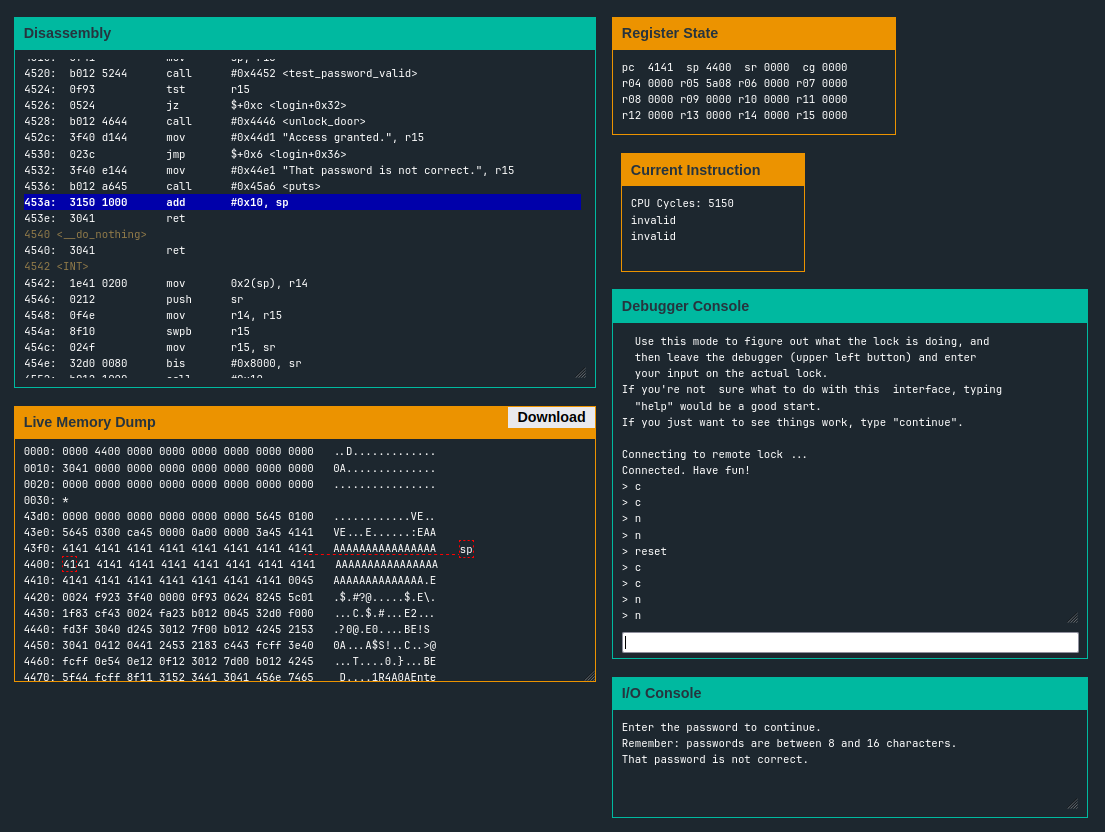 Disassembly
4520:  b012 5244      call      #0x4452 <test_password_valid>
4524:  0f93           tst       r15
4526:  0524           jz        $+0xc <login+0x32>
4528:  b012 4644      call      #0x4446 <unlock_door>
452c:  3f40 d144      mov       #0x44d1 "Access granted.", r15
4530:  023c           jmp       $+0x6 <login+0x36>
4532:  3f40 e144      mov       #0x44e1 "That password is not correct.", r15
4536:  b012 a645      call      #0x45a6 <puts>
453a:  3150 1000      add       #0x10, sp
453e:  3041           ret
4540 <__do_nothing>
4540:  3041           ret
4542 <INT>
4542:  1e41 0200      mov       0x2(sp), r14
4546:  0212           push      sr
4548:  0f4e           mov       r14, r15
454a:  8f10           swpb      r15
454c:  024f           mov       r15, sr
454e:  32d0 0080      bis       #0x8000, sr
Live Memory Dump
Download
0000: 0000 4400 0000 0000 0000 0000 0000 0000   ..D.............
0010: 3041 0000 0000 0000 0000 0000 0000 0000   0A..............
0020: 0000 0000 0000 0000 0000 0000 0000 0000   ................
0030: *
43d0: 0000 0000 0000 0000 0000 0000 5645 0100   ............VE..
43e0: 5645 0300 ca45 0000 0a00 0000 3a45 4141   VE...E......:EAA
43f0: 4141 4141 4141 4141 4141 4141 4141 4141   AAAAAAAAAAAAAAAA   sp
4400: 4141 4141 4141 4141 4141 4141 4141 4141   AAAAAAAAAAAAAAAA
4410: 4141 4141 4141 4141 4141 4141 4141 0045   AAAAAAAAAAAAAA.E
4420: 0024 f923 3f40 0000 0f93 0624 8245 5c01   .$.#?@.....$.E\.
4430: 1f83 cf43 0024 fa23 b012 0045 32d0 f000   ...C.$.#...E2...
4440: fd3f 3040 d245 3012 7f00 b012 4245 2153   .?0@.E0....BE!S
4450: 3041 0412 0441 2453 2183 c443 fcff 3e40   0A...A$S!..C..>@
4460: fcff 0e54 0e12 0f12 3012 7d00 b012 4245   ...T....0.}...BE
4470: 5f44 fcff 8f11 3152 3441 3041 456e 7465   _D....1R4A0AEnte
Register State
pc  4141  sp 4400  sr 0000  cg 0000
r04 0000 r05 5a08 r06 0000 r07 0000
r08 0000 r09 0000 r10 0000 r11 0000
r12 0000 r13 0000 r14 0000 r15 0000
Current Instruction
CPU Cycles: 5150
invalid
invalid
Debugger Console
Use this mode to figure out what the lock is doing, and
then leave the debugger (upper left button) and enter
your input on the actual lock.
If you're not  sure what to do with this  interface, typing
"help" would be a good start.
If you just want to see things work, type "continue".
Connecting to remote lock ...
Connected. Have fun!
> c
> c
> n
> n
> reset
> c
> c
> n
> n
I/O Console
Enter the password to continue.
Remember: passwords are between 8 and 16 characters.
That password is not correct.